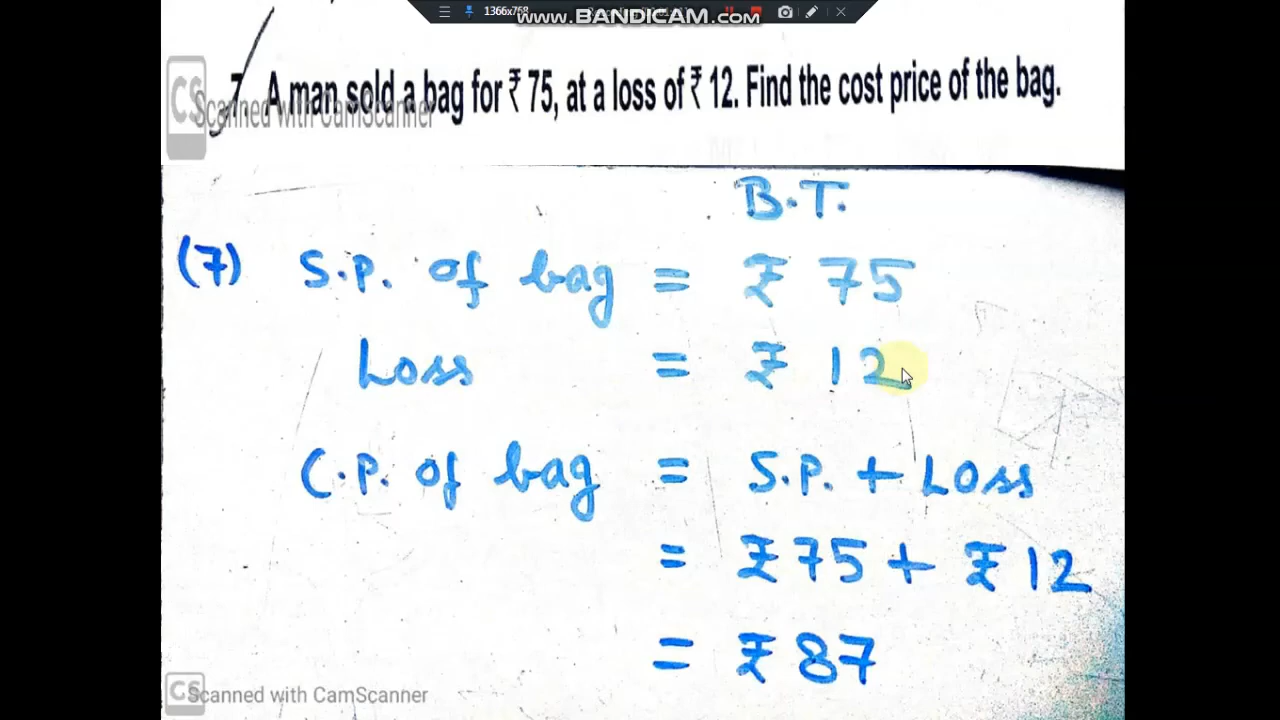 1366x768
www.BANDICAM.com
7. A man sold a bag for ₹ 75, at a loss of ₹ 12. Find the cost price of the bag.
CS Scanned with CamScanner
B.T.
(7) S.P. of bag = ₹ 75
Loss = ₹ 12
C.P. of bag = S.P. + Loss
= ₹ 75 + ₹ 12
= ₹ 87
CS Scanned with CamScanner